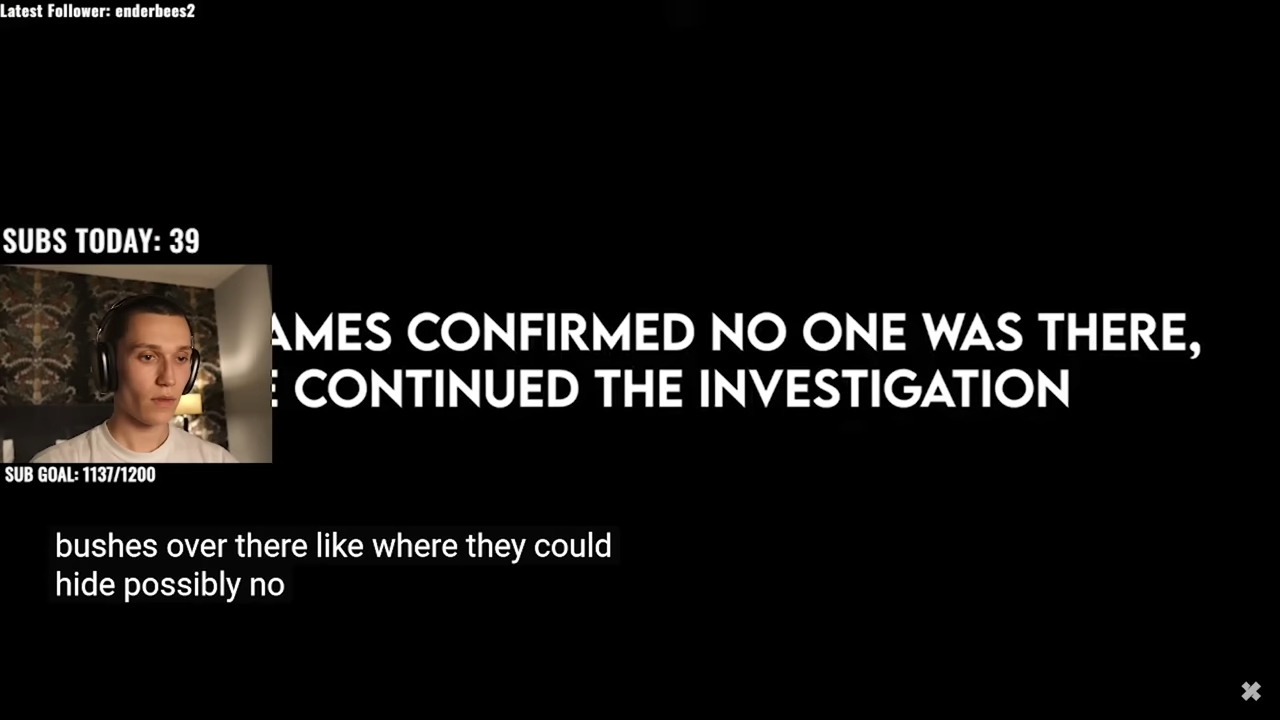 Latest Follower: enderbees2
SUBS TODAY: 39
AMES CONFIRMED NO ONE WAS THERE,
E CONTINUED THE INVESTIGATION
SUB GOAL: 1137/1200
bushes over there like where they could
hide possibly no